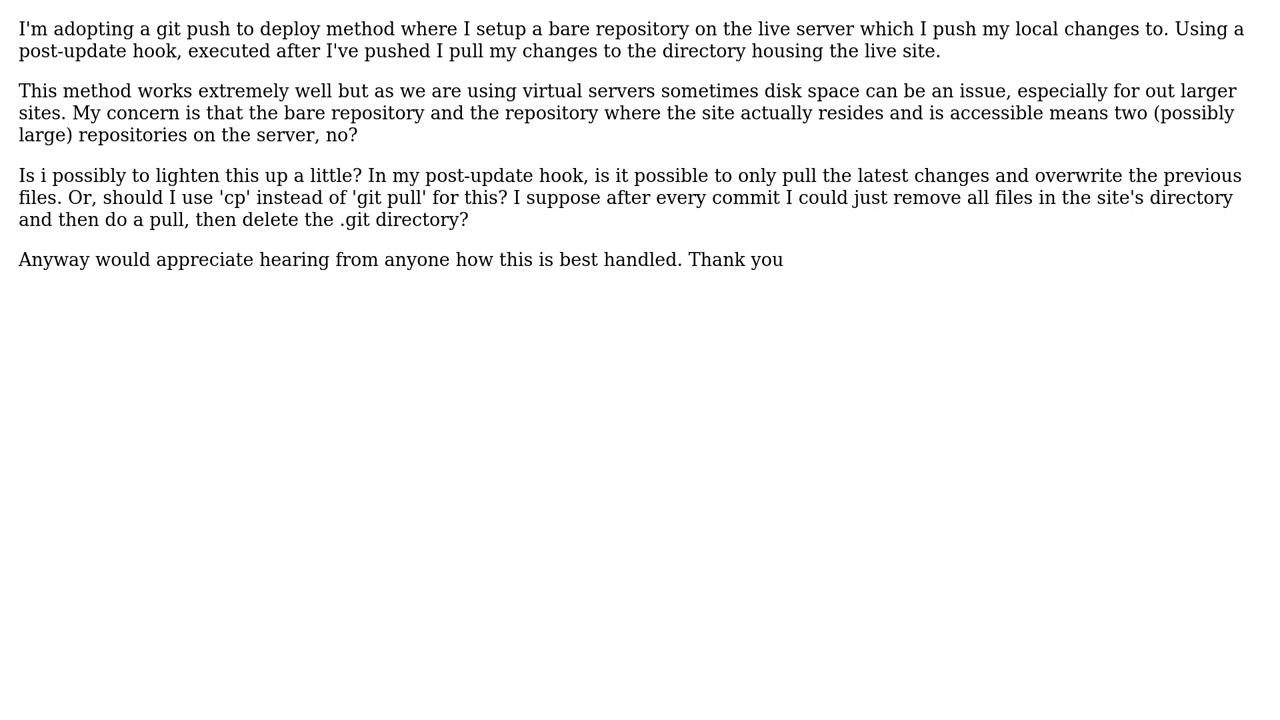 I'm adopting a git push to deploy method where I setup a bare repository on the live server which I push my local changes to. Using a
post-update hook, executed after I've pushed I pull my changes to the directory housing the live site.
This method works extremely well but as we are using virtual servers sometimes disk space can be an issue, especially for out larger
sites. My concern is that the bare repository and the repository where the site actually resides and is accessible means two (possibly
large) repositories on the server, no?
Is i possibly to lighten this up a little? In my post-update hook, is it possible to only pull the latest changes and overwrite the previous
files. Or, should I use 'cp' instead of 'git pull' for this? I suppose after every commit I could just remove all files in the site's directory
and then do a pull, then delete the .git directory?
Anyway would appreciate hearing from anyone how this is best handled. Thank you